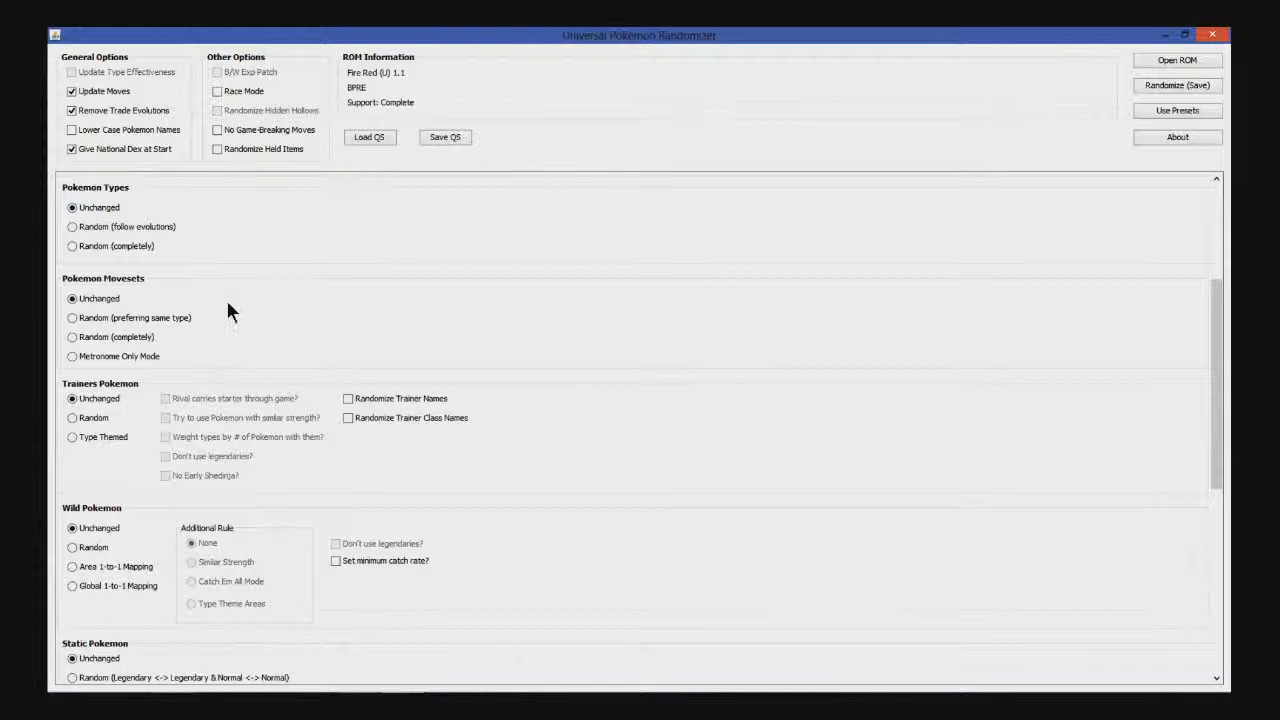 Universal Pokemon Randomizer
General Options
Update Type Effectiveness
Update Moves
Remove Trade Evolutions
Lower Case Pokemon Names
Give National Dex at Start
Other Options
B/W Exp Patch
Race Mode
Randomize Hidden Hollows
No Game-Breaking Moves
Randomize Held Items
ROM Information
Fire Red (U) 1.1
BPRE
Support: Complete
Load QS
Save QS
Open ROM
Randomize (Save)
Use Presets
About
Pokemon Types
Unchanged
Random (follow evolutions)
Random (completely)
Pokemon Movesets
Unchanged
Random (preferring same type)
Random (completely)
Metronome Only Mode
Trainers Pokemon
Unchanged
Random
Type Themed
Rival carries starter through game?
Try to use Pokemon with similar strength?
Weight types by # of Pokemon with them?
Don't use legendaries?
No Early Shedinja?
Randomize Trainer Names
Randomize Trainer Class Names
Wild Pokemon
Unchanged
Random
Area 1-to-1 Mapping
Global 1-to-1 Mapping
Additional Rule
None
Similar Strength
Catch Em All Mode
Type Theme Areas
Don't use legendaries?
Set minimum catch rate?
Static Pokemon
Unchanged
Random (Legendary <-> Legendary & Normal <-> Normal)